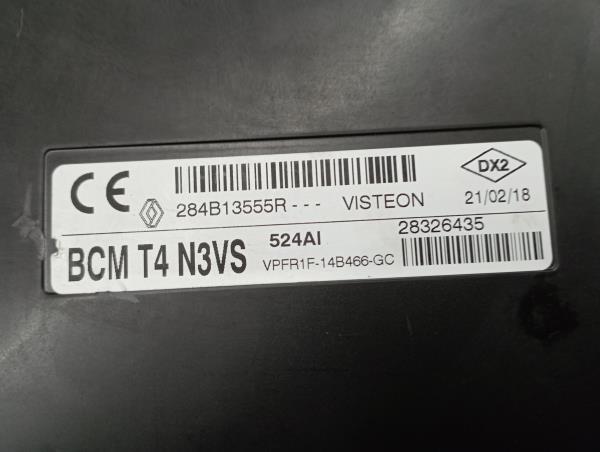 CE 284B13555R--- VISTEON DX2 21/02/18
BCM T4 N3VS 524AI 28326435
VPFR1F-14B466-GC